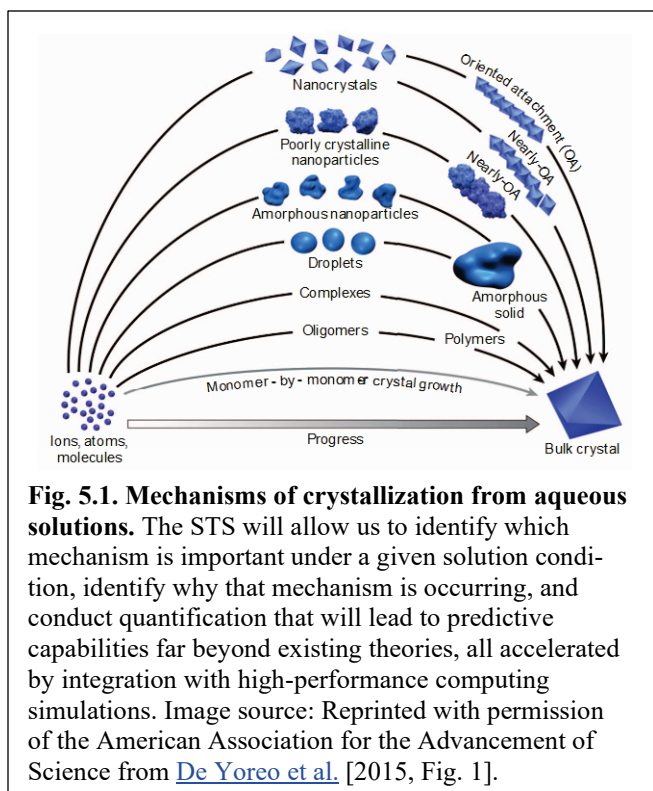 Nanocrystals
Oriented attachment (OA)
Poorly crystalline
nanoparticles
Nearly-OA
Nearly-OA
Amorphous nanoparticles
Droplets
Amorphous
solid
Complexes
Oligomers
Polymers
Monomer - by - monomer crystal growth
Ions, atoms,
molecules
Progress
Bulk crystal
Fig. 5.1. Mechanisms of crystallization from aqueous
solutions. The STS will allow us to identify which
mechanism is important under a given solution condi-
tion, identify why that mechanism is occurring, and
conduct quantification that will lead to predictive
capabilities far beyond existing theories, all accelerated
by integration with high-performance computing
simulations. Image source: Reprinted with permission
of the American Association for the Advancement of
Science from De Yoreo et al. [2015, Fig. 1].